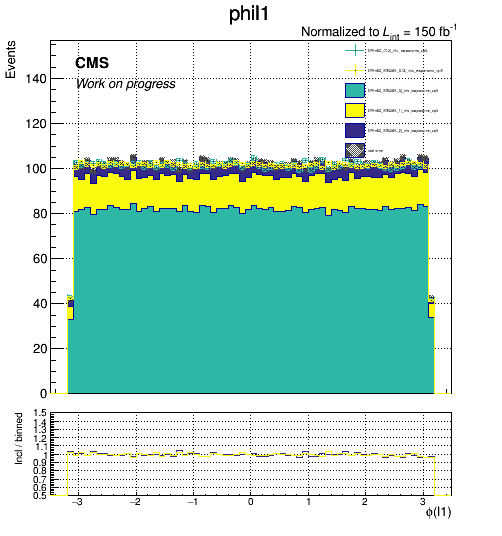 phil1
Normalized to L_int = 150 fb⁻¹
Events
CMS
Work on progress
140
120
100
80
60
40
20
0
Incl / binned
1.5
1.4
1.3
1.2
1.1
1
0.9
0.8
0.7
0.6
0.5
−3 −2 −1 0 1 2 3
ϕ(l1)